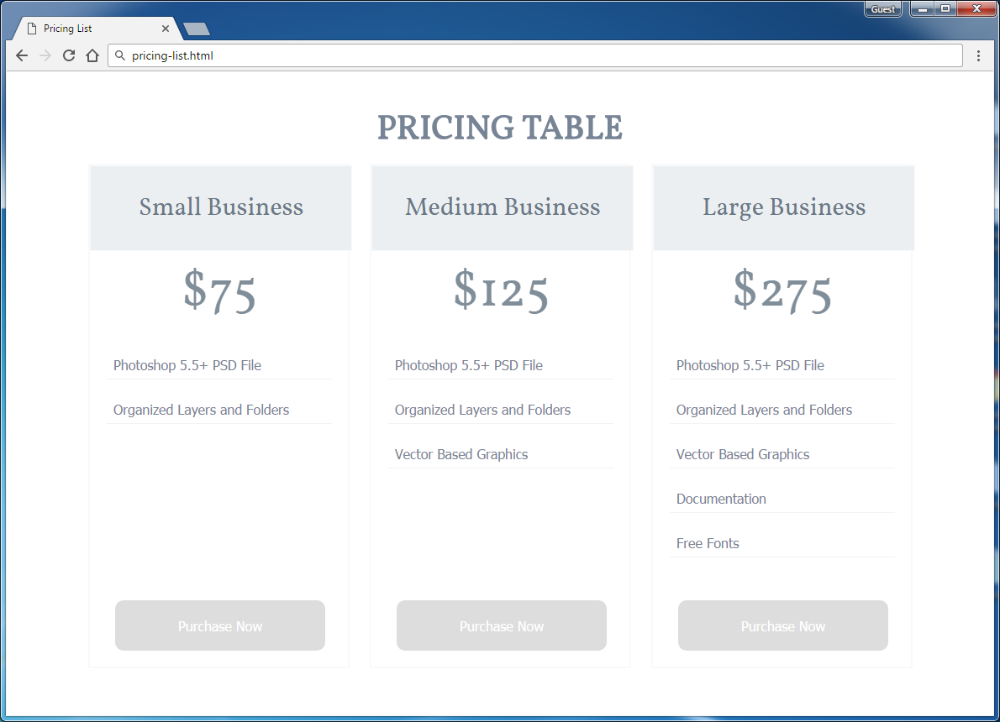 Guest
Pricing List
pricing-list.html
PRICING TABLE
Small Business
$75
Photoshop 5.5+ PSD File
Organized Layers and Folders
Purchase Now
Medium Business
$125
Photoshop 5.5+ PSD File
Organized Layers and Folders
Vector Based Graphics
Purchase Now
Large Business
$275
Photoshop 5.5+ PSD File
Organized Layers and Folders
Vector Based Graphics
Documentation
Free Fonts
Purchase Now